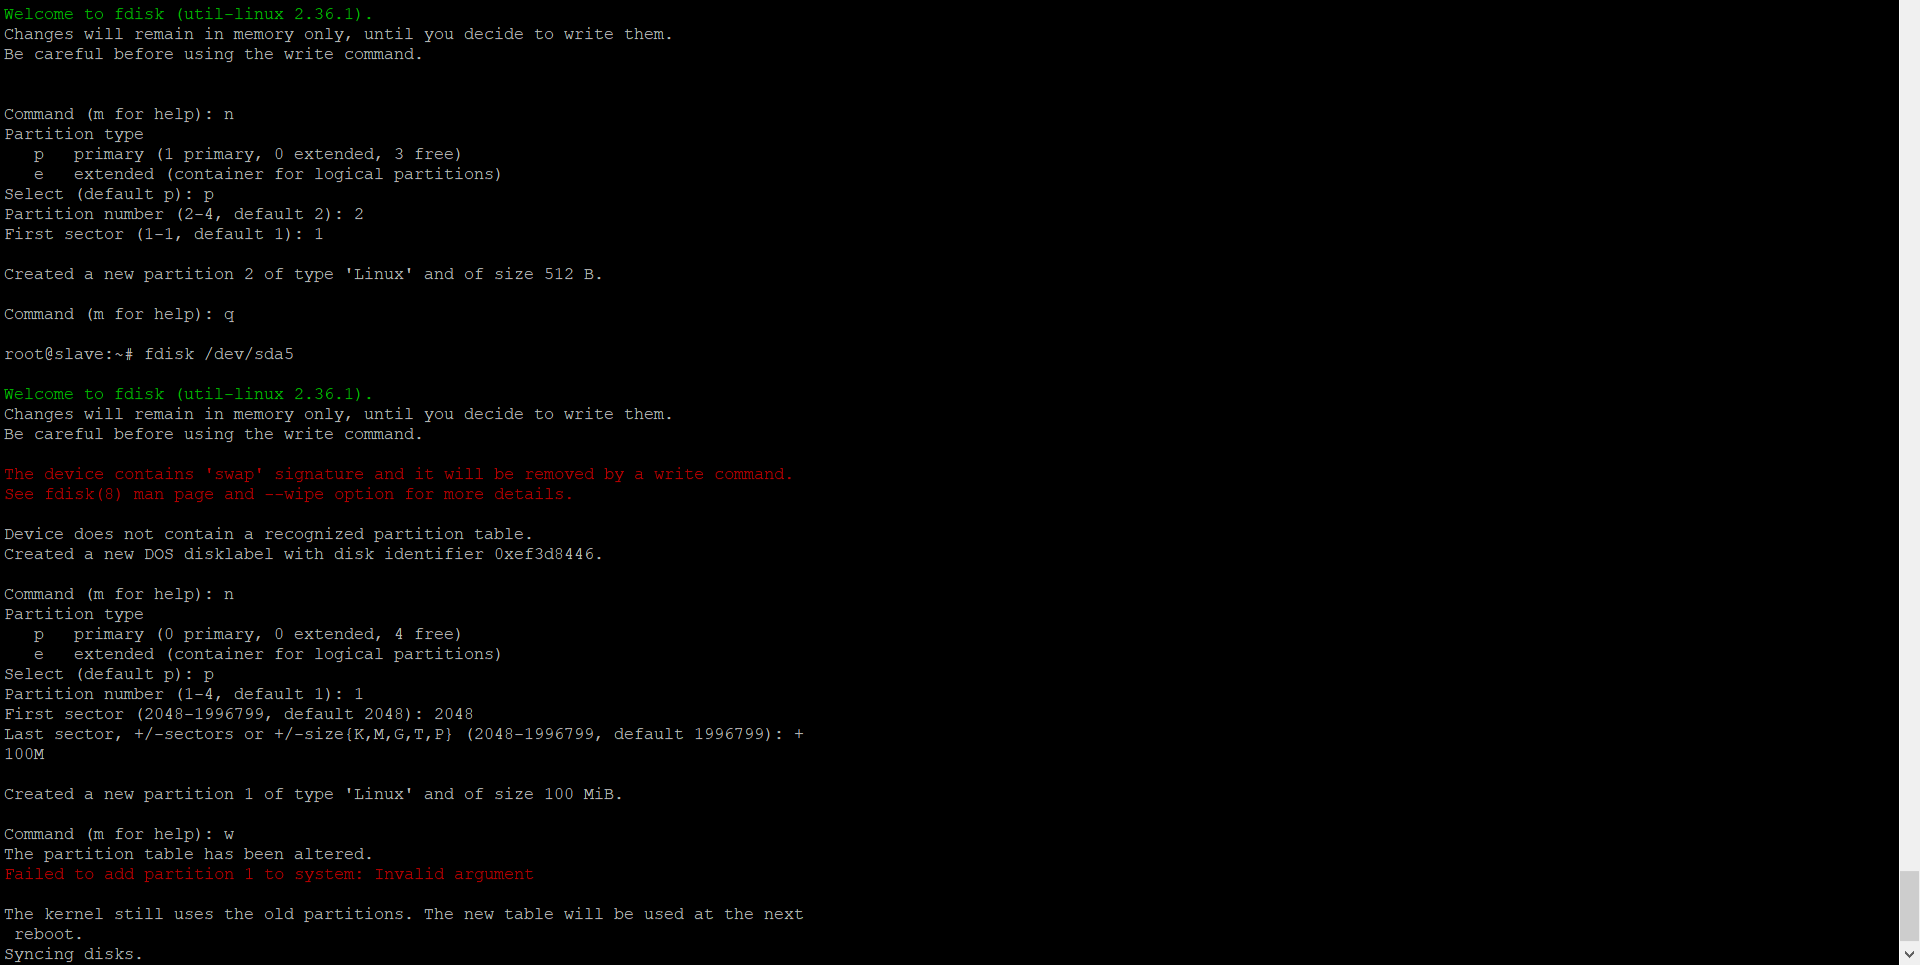 Welcome to fdisk (util-linux 2.36.1).
Changes will remain in memory only, until you decide to write them.
Be careful before using the write command.
Command (m for help): n
Partition type
   p   primary (1 primary, 0 extended, 3 free)
   e   extended (container for logical partitions)
Select (default p): p
Partition number (2-4, default 2): 2
First sector (1-1, default 1): 1
Created a new partition 2 of type 'Linux' and of size 512 B.
Command (m for help): q
root@slave:~# fdisk /dev/sda5
Welcome to fdisk (util-linux 2.36.1).
Changes will remain in memory only, until you decide to write them.
Be careful before using the write command.
The device contains 'swap' signature and it will be removed by a write command.
See fdisk(8) man page and --wipe option for more details.
Device does not contain a recognized partition table.
Created a new DOS disklabel with disk identifier 0xef3d8446.
Command (m for help): n
Partition type
   p   primary (0 primary, 0 extended, 4 free)
   e   extended (container for logical partitions)
Select (default p): p
Partition number (1-4, default 1): 1
First sector (2048-1996799, default 2048): 2048
Last sector, +/-sectors or +/-size{K,M,G,T,P} (2048-1996799, default 1996799): +
100M
Created a new partition 1 of type 'Linux' and of size 100 MiB.
Command (m for help): w
The partition table has been altered.
Failed to add partition 1 to system: Invalid argument
The kernel still uses the old partitions. The new table will be used at the next
 reboot.
Syncing disks.